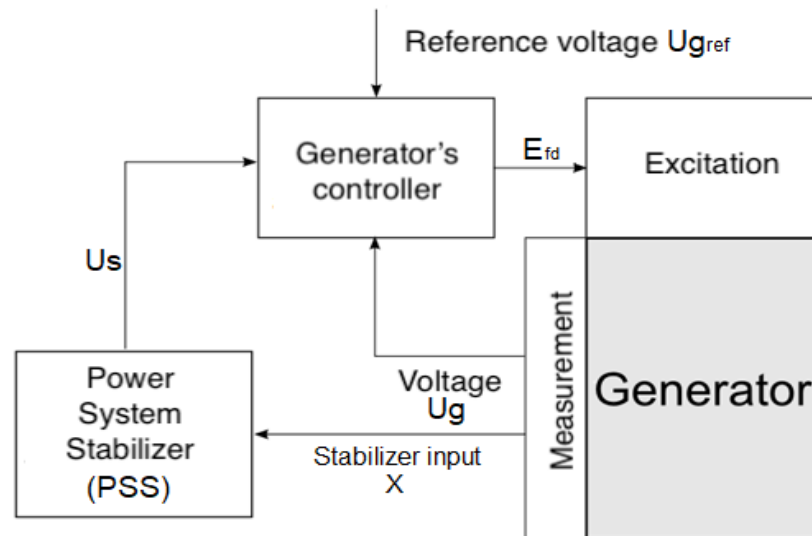 Reference voltage Ugref
Generator's
controller
Efd
Excitation
Us
Measurement
Generator
Voltage
Ug
Power
System
Stabilizer
(PSS)
Stabilizer input
X